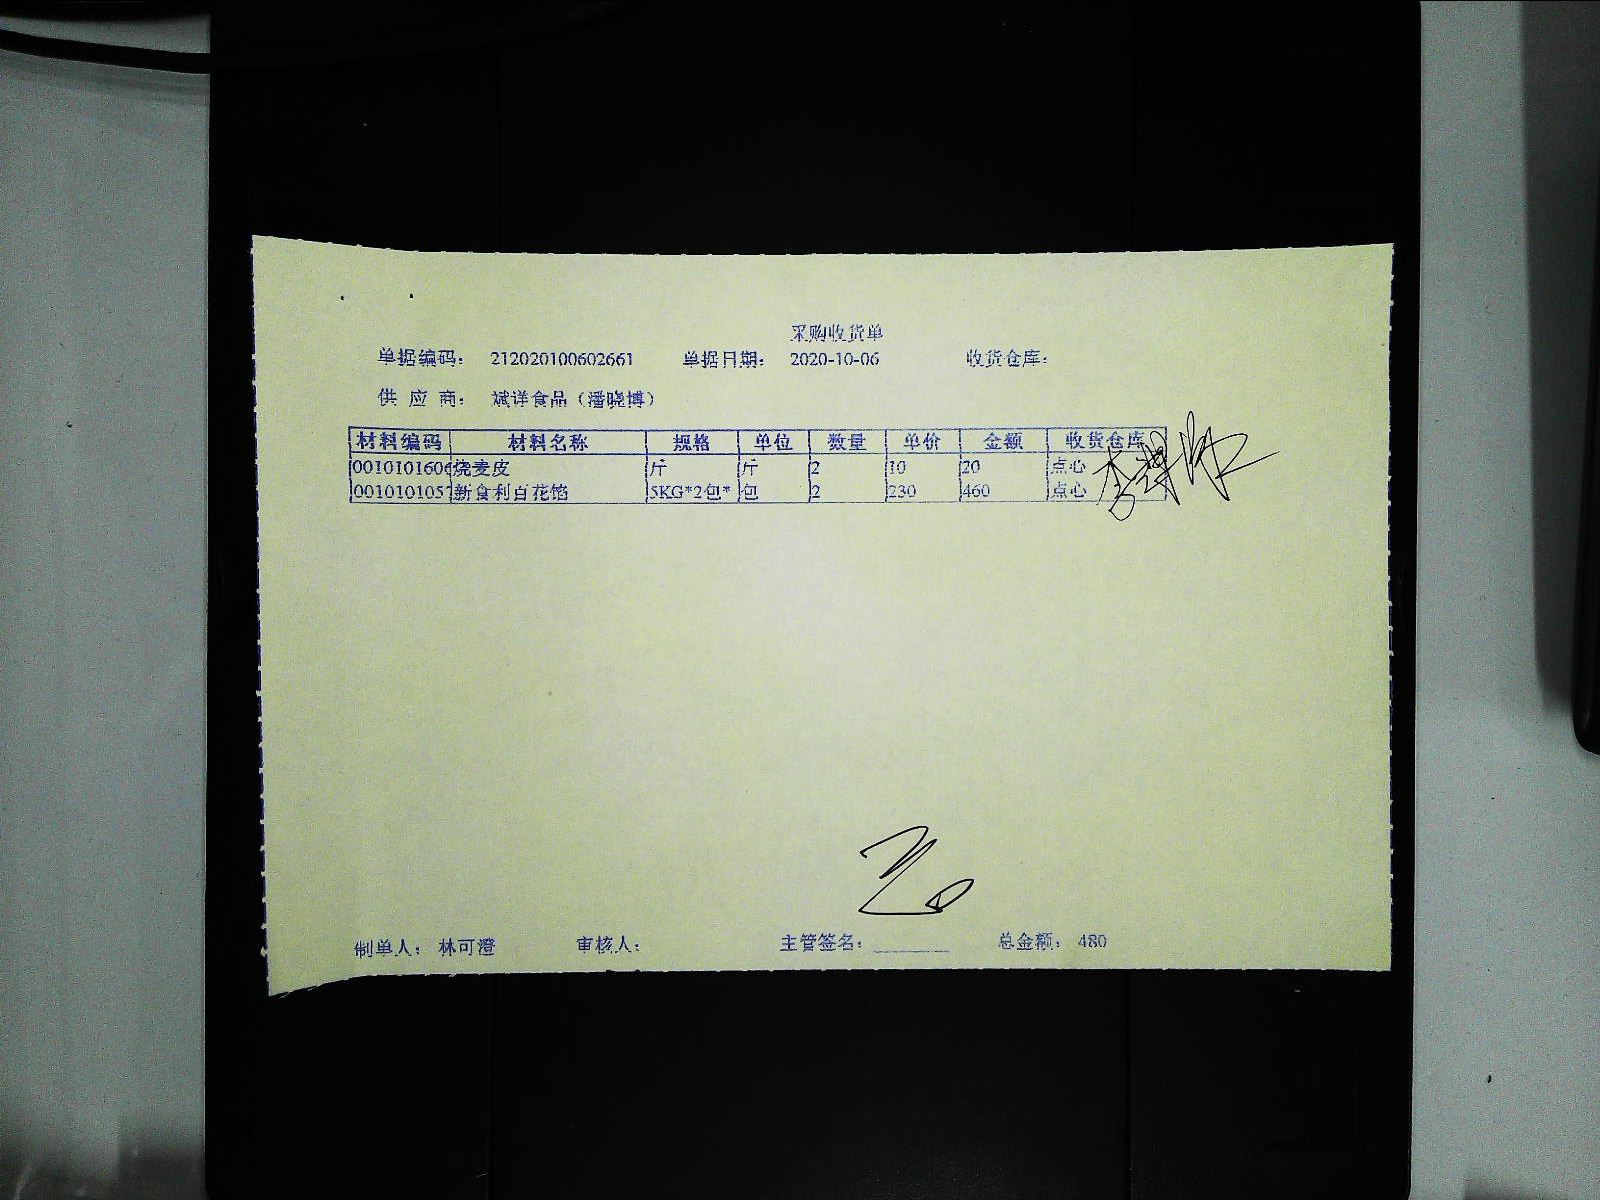 采购收货单
单据编码： 212020100602661 单据日期： 2020-10-06 收货仓库：
供 应 商： 斌洋食品（潘晓博）
材料编码 材料名称 规格 单位 数量 单价 金额 收货仓库
001010160 烧麦皮 斤 斤 2 10 20 点心
001010105 新食利百花馅 5KG*2包* 包 2 230 460 点心
制单人： 林可澄 审核人： 主管签名： 总金额： 480